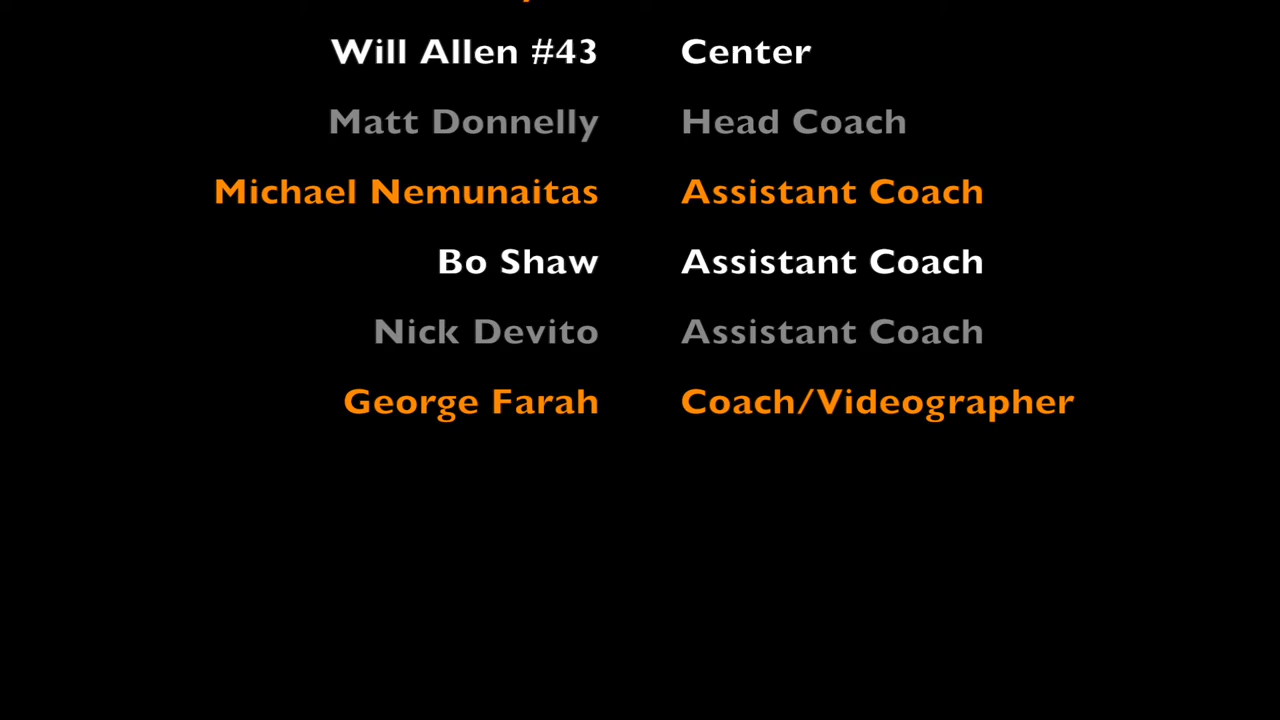 Will Allen #43 Center
Matt Donnelly Head Coach
Michael Nemunaitas Assistant Coach
Bo Shaw Assistant Coach
Nick Devito Assistant Coach
George Farah Coach/Videographer